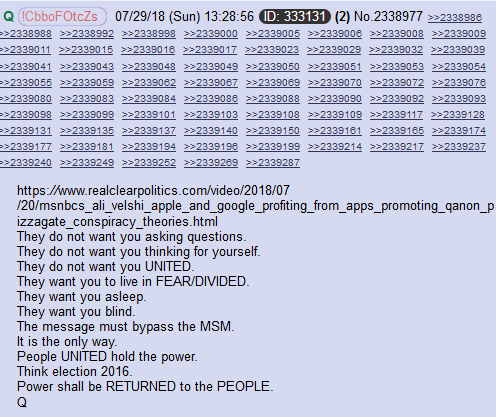 Q !CbboFOtcZs 07/29/18 (Sun) 13:28:56 ID: 333131 (2) No.2338977 >>2338986
>>2338988 >>2338992 >>2338998 >>2339000 >>2339005 >>2339006 >>2339008 >>2339009
>>2339011 >>2339015 >>2339016 >>2339023 >>2339029 >>2339032 >>2339039
>>2339041 >>2339043 >>2339048 >>2339050 >>2339051 >>2339053 >>2339054
>>2339055 >>2339059 >>2339062 >>2339067 >>2339069 >>2339070 >>2339076
>>2339080 >>2339083 >>2339084 >>2339086 >>2339088 >>2339090 >>2339092 >>2339093
>>2339098 >>2339099 >>2339101 >>2339103 >>2339108 >>2339109 >>2339117 >>2339128
>>2339131 >>2339135 >>2339137 >>2339140 >>2339150 >>2339161 >>2339165 >>2339174
>>2339177 >>2339181 >>2339194 >>2339196 >>2339199 >>2339214 >>2339217 >>2339237
>>2339240 >>2339249 >>2339252 >>2339269 >>2339287
https://www.realclearpolitics.com/video/2018/07
/20/msnbcs_ali_velshi_apple_and_google_profiting_from_apps_promoting_qanon_p
izzagate_conspiracy_theories.html
They do not want you asking questions.
They do not want you thinking for yourself.
They do not want you UNITED.
They want you to live in FEAR/DIVIDED.
They want you asleep.
They want you blind.
The message must bypass the MSM.
It is the only way.
People UNITED hold the power.
Think election 2016.
Power shall be RETURNED to the PEOPLE.
Q